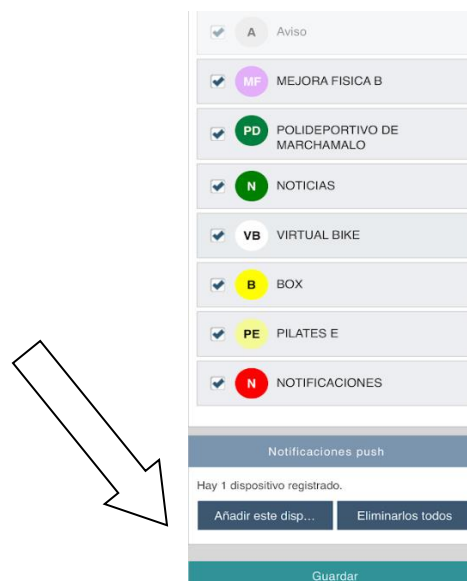 A Aviso
MF MEJORA FISICA B
PD POLIDEPORTIVO DE
MARCHAMALO
N NOTICIAS
VB VIRTUAL BIKE
B BOX
PE PILATES E
N NOTIFICACIONES
Notificaciones push
Hay 1 dispositivo registrado.
Añadir este disp... Eliminarlos todos
Guardar